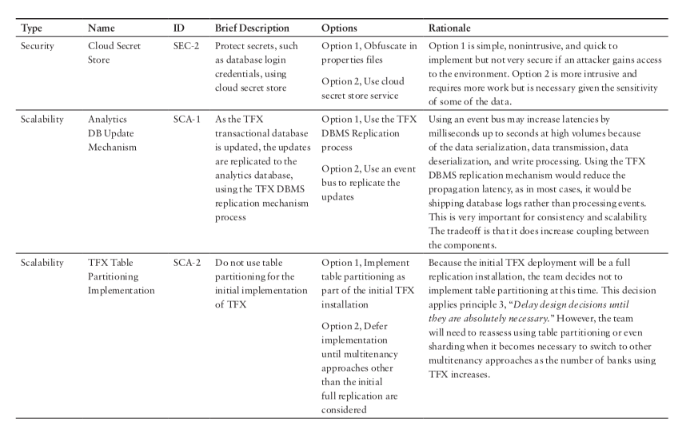 Type Name ID Brief Description Options Rationale
Security Cloud Secret Store SEC-2 Protect secrets, such as database login credentials, using cloud secret store Option 1, Obfuscate in properties files Option 2, Use cloud secret store service Option 1 is simple, nonintrusive, and quick to implement but not very secure if an attacker gains access to the environment. Option 2 is more intrusive and requires more work but is necessary given the sensitivity of some of the data.
Scalability Analytics DB Update Mechanism SCA-1 As the TFX transactional database is updated, the updates are replicated to the analytics database, using the TFX DBMS replication mechanism process Option 1, Use the TFX DBMS Replication process Option 2, Use an event bus to replicate the updates Using an event bus may increase latencies by milliseconds up to seconds at high volumes because of the data serialization, data transmission, data deserialization, and write processing. Using the TFX DBMS replication mechanism would reduce the propagation latency, as in most cases, it would be shipping database logs rather than processing events. This is very important for consistency and scalability. The tradeoff is that it does increase coupling between the components.
Scalability TFX Table Partitioning Implementation SCA-2 Do not use table partitioning for the initial implementation of TFX Option 1, Implement table partitioning as part of the initial TFX installation Option 2, Defer implementation until multitenancy approaches other than the initial full replication are considered Because the initial TFX deployment will be a full replication installation, the team decides not to implement table partitioning at this time. This decision applies principle 3, “Delay design decisions until they are absolutely necessary.” However, the team will need to reassess using table partitioning or even sharding when it becomes necessary to switch to other multitenancy approaches as the number of banks using TFX increases.